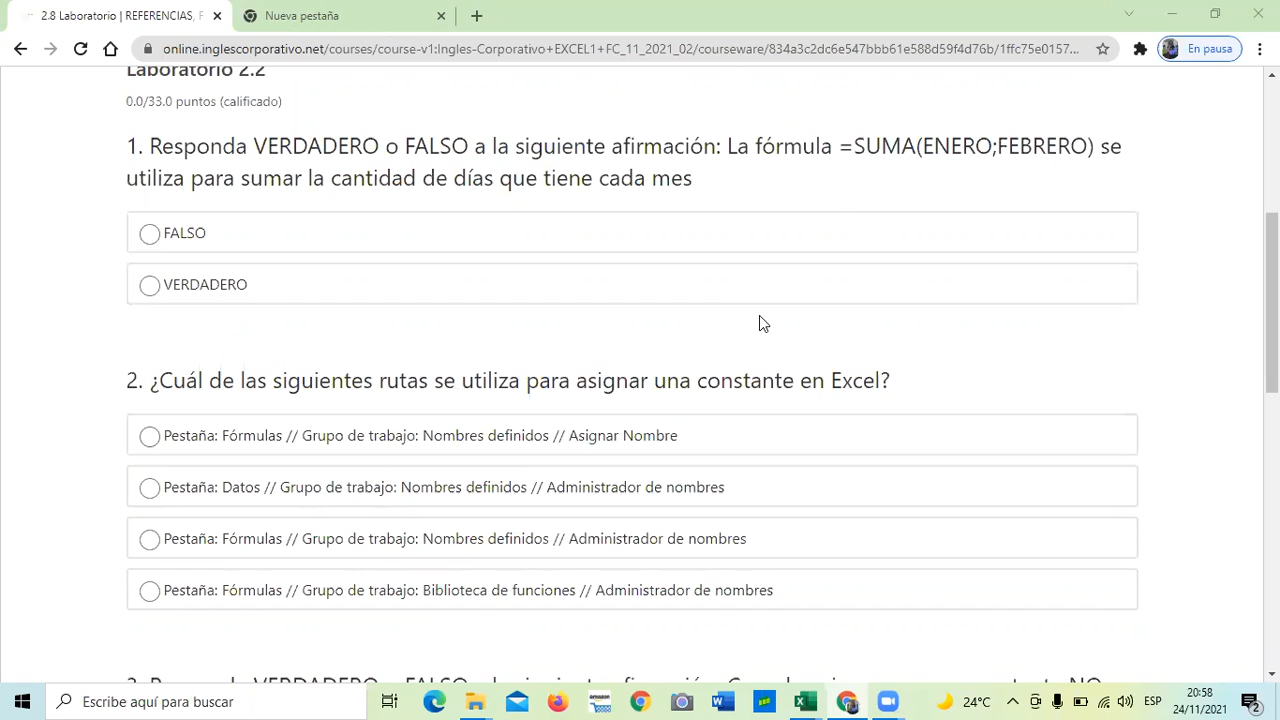 2.8 Laboratorio | REFERENCIAS, F
Nueva pestaña
online.inglescorporativo.net/courses/course-v1:Ingles-Corporativo+EXCEL1+FC_11_2021_02/courseware/834a3c2dc6e547bbb61e588d59f4d76b/1ffc75e0157...
En pausa
Laboratorio 2.2
0.0/33.0 puntos (calificado)
1. Responda VERDADERO o FALSO a la siguiente afirmación: La fórmula =SUMA(ENERO;FEBRERO) se
utiliza para sumar la cantidad de días que tiene cada mes
FALSO
VERDADERO
2. ¿Cuál de las siguientes rutas se utiliza para asignar una constante en Excel?
Pestaña: Fórmulas // Grupo de trabajo: Nombres definidos // Asignar Nombre
Pestaña: Datos // Grupo de trabajo: Nombres definidos // Administrador de nombres
Pestaña: Fórmulas // Grupo de trabajo: Nombres definidos // Administrador de nombres
Pestaña: Fórmulas // Grupo de trabajo: Biblioteca de funciones // Administrador de nombres
Escribe aquí para buscar
24°C
ESP
20:58
24/11/2021
2